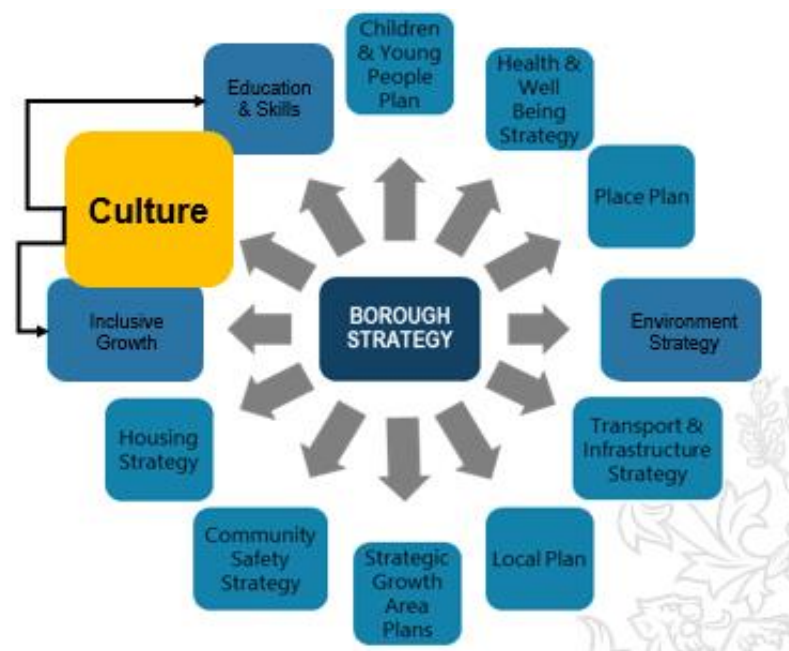 Children
& Young
People
Plan
Education
& Skills
Health &
Well
Being
Strategy
Culture
Place Plan
BOROUGH
STRATEGY
Inclusive
Growth
Environment
Strategy
Housing
Strategy
Transport &
Infrastructure
Strategy
Community
Safety
Strategy
Strategic
Growth
Area
Plans
Local Plan